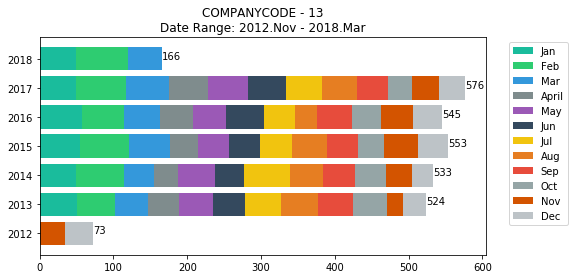 COMPANYCODE - 13
Date Range: 2012.Nov - 2018.Mar
2018
166
2017
576
2016
545
2015
553
2014
533
2013
524
2012
73
0
100
200
300
400
500
600
Jan
Feb
Mar
April
May
Jun
Jul
Aug
Sep
Oct
Nov
Dec